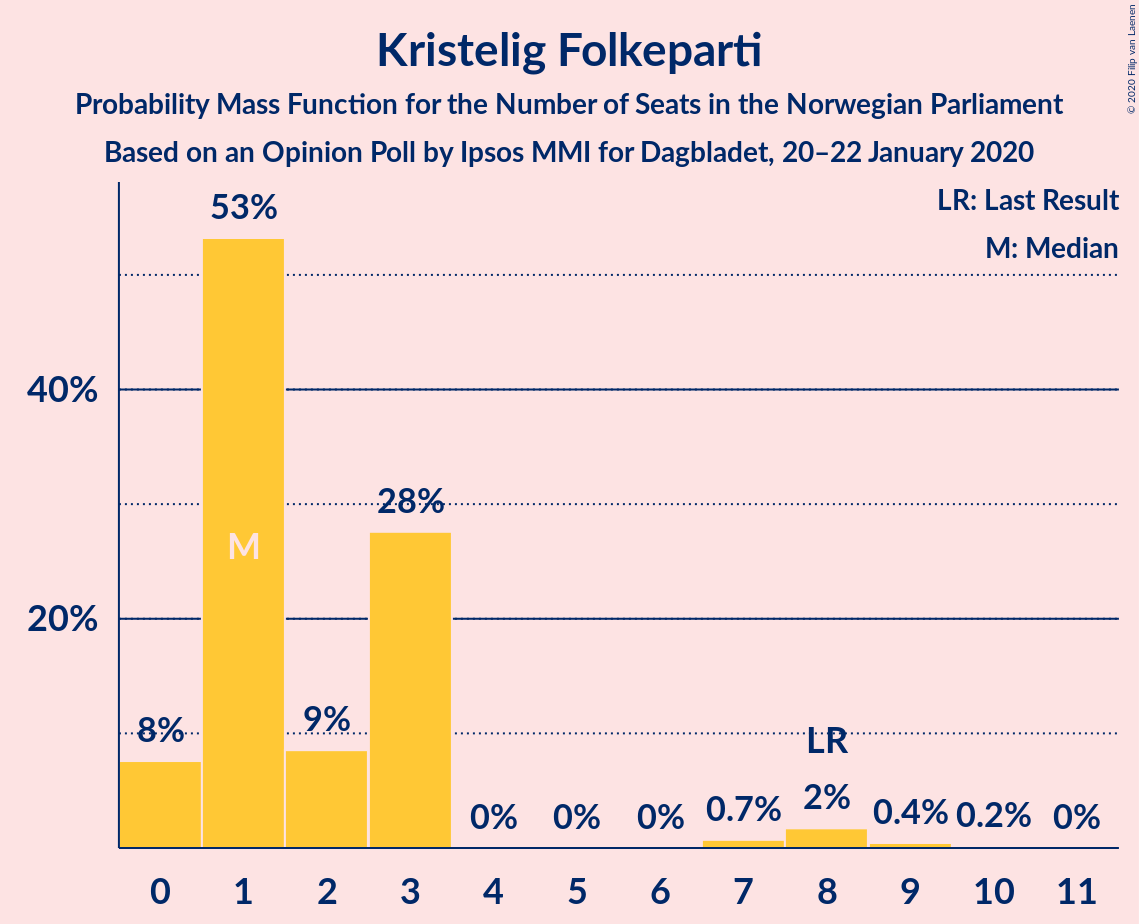 Kristelig Folkeparti
Probability Mass Function for the Number of Seats in the Norwegian Parliament
Based on an Opinion Poll by Ipsos MMI for Dagbladet, 20–22 January 2020
© 2020 Filip van Laenen
LR: Last Result
M: Median
53%
40%
28%
M
20%
9%
8%
LR
2%
0% 0% 0% 0.7% 0.4% 0.2% 0%
0 1 2 3 4 5 6 7 8 9 10 11